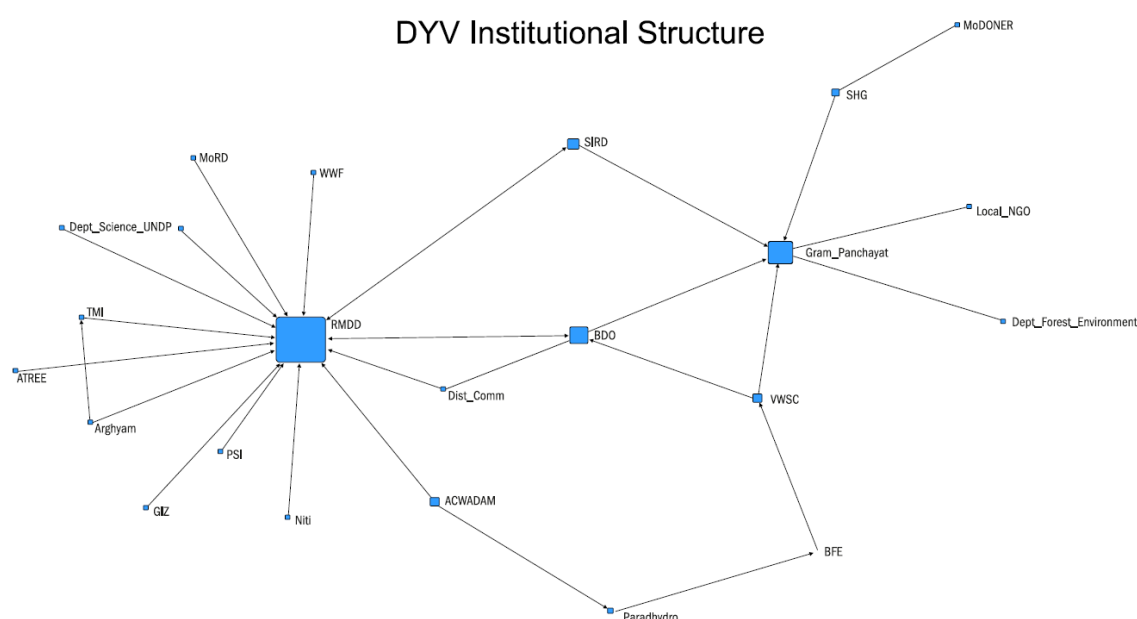 DYV Institutional Structure
MoDONER
SHG
SIRD
MoRD
WWF
Local_NGO
Dept_Science_UNDP
Gram_Panchayat
TMI
RMDD
Dept_Forest_Environment
BDO
ATREE
Dist_Comm
VWSC
Arghyam
PSI
ACWADAM
GIZ
Niti
BFE
Paradhydro